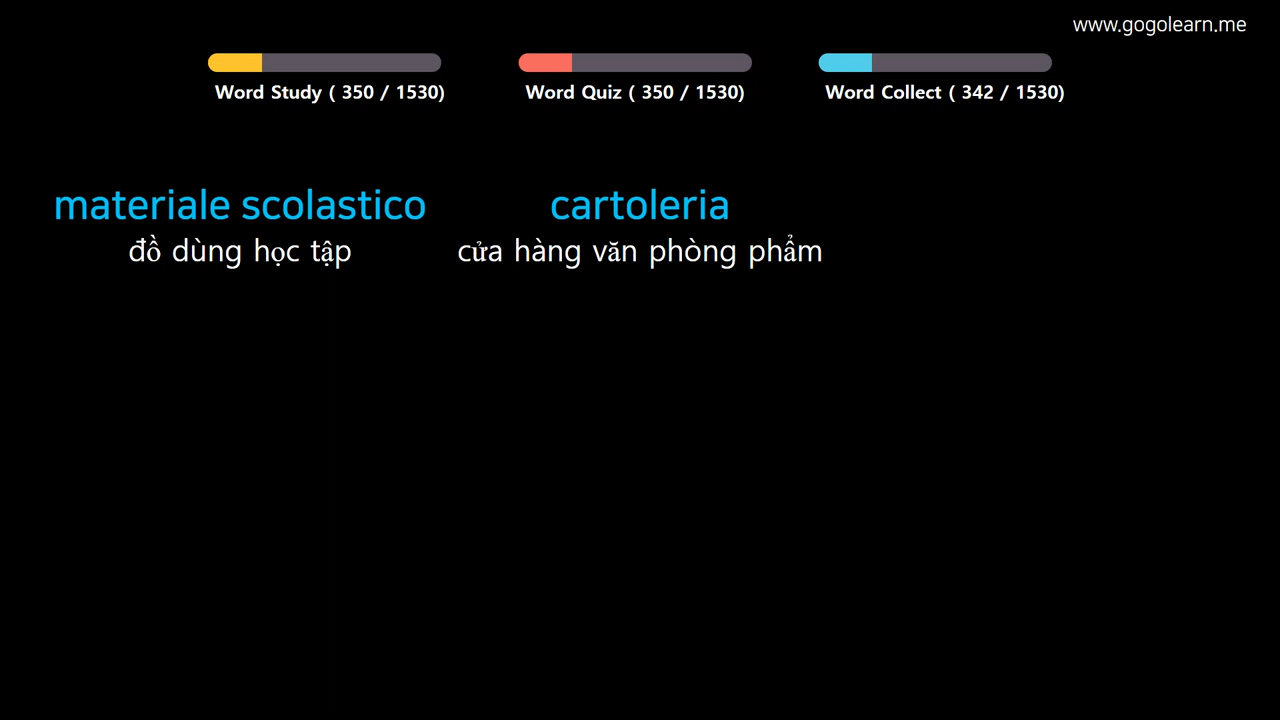 www.gogolearn.me
Word Study ( 350 / 1530)
Word Quiz ( 350 / 1530)
Word Collect ( 342 / 1530)
materiale scolastico
đồ dùng học tập
cartoleria
cửa hàng văn phòng phẩm